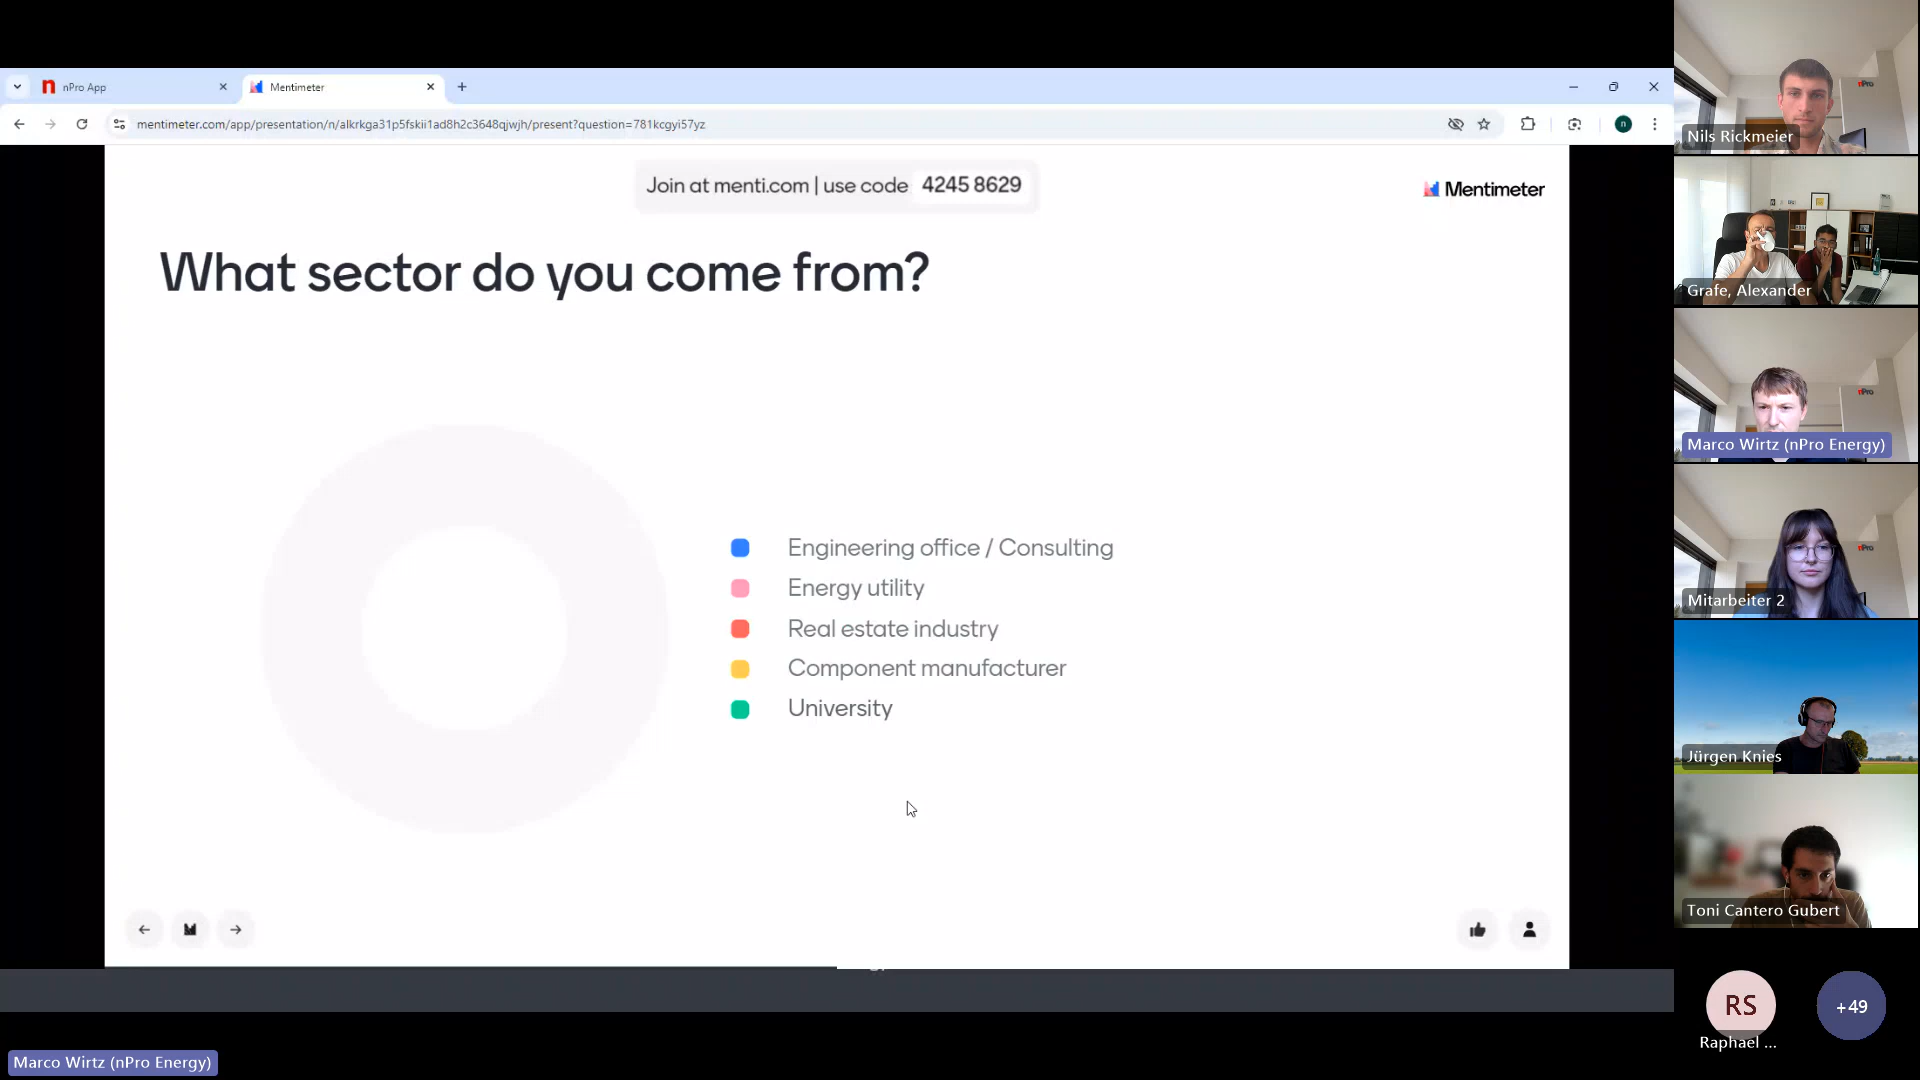 nPro App
Mentimeter
mentimeter.com/app/presentation/n/alkrkga31p5fskii1ad8h2c3648qjwjh/present?question=781kcgyi57yz
n
Join at menti.com | use code 4245 8629
Mentimeter
What sector do you come from?
Engineering office / Consulting
Energy utility
Real estate industry
Component manufacturer
University
Marco Wirtz (nPro Energy)
nPro
Nils Rickmeier
Grafe, Alexander
nPro
Marco Wirtz (nPro Energy)
nPro
Mitarbeiter 2
Jürgen Knies
Toni Cantero Gubert
RS
+49
Raphael ...